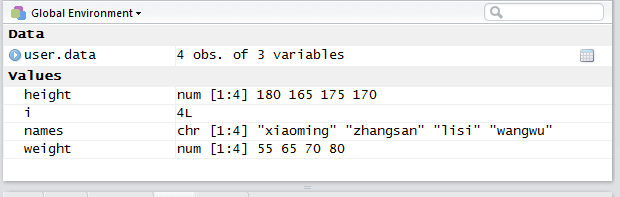 Global Environment
Data
user.data 4 obs. of 3 variables
Values
height num [1:4] 180 165 175 170
i 4L
names chr [1:4] "xiaoming" "zhangsan" "lisi" "wangwu"
weight num [1:4] 55 65 70 80